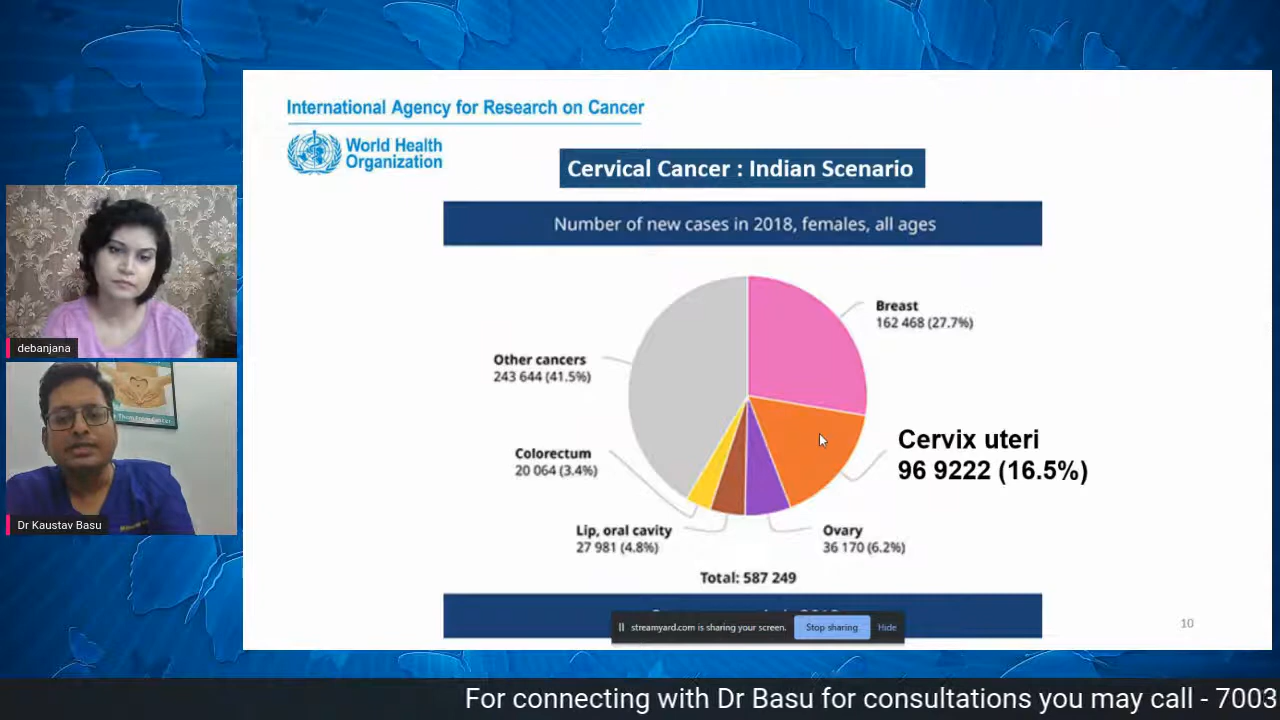 International Agency for Research on Cancer
World Health
Organization
Cervical Cancer : Indian Scenario
Number of new cases in 2018, females, all ages
Breast
162 468 (27.7%)
Other cancers
243 644 (41.5%)
Cervix uteri
96 9222 (16.5%)
Colorectum
20 064 (3.4%)
Lip, oral cavity
27 981 (4.8%)
Ovary
36 170 (6.2%)
Total: 587 249
streamyard.com is sharing your screen.
Stop sharing
Hide
10
debanjana
Dr Kaustav Basu
For connecting with Dr Basu for consultations you may call - 7003